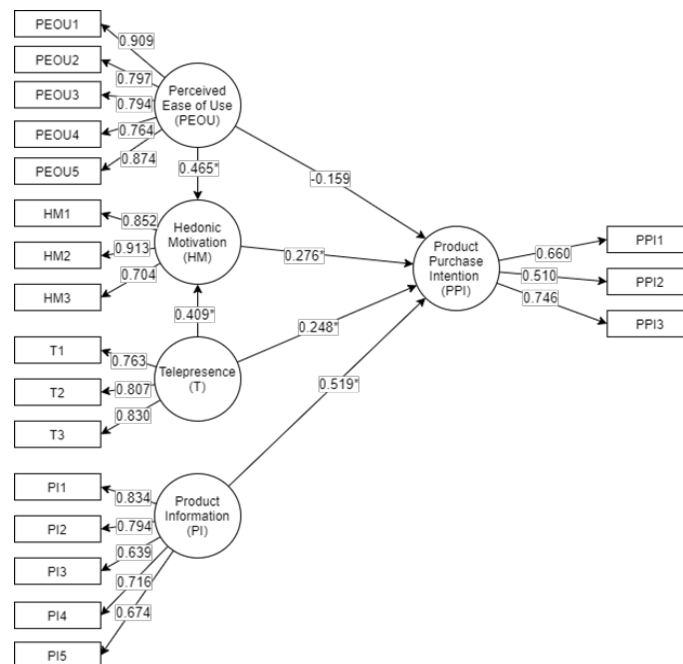 PEOU1
0.909
PEOU2
0.797
PEOU3
0.794
PEOU4
0.764
PEOU5
0.874
Perceived
Ease of Use
(PEOU)
0.465*
-0.159
HM1
0.852
HM2
0.913
HM3
0.704
Hedonic
Motivation
(HM)
0.276*
0.409*
T1
0.763
T2
0.807
T3
0.830
Telepresence
(T)
0.248*
0.519*
PI1
0.834
PI2
0.794
PI3
0.639
PI4
0.716
PI5
0.674
Product
Information
(PI)
Product
Purchase
Intention
(PPI)
0.660
PPI1
0.510
PPI2
0.746
PPI3